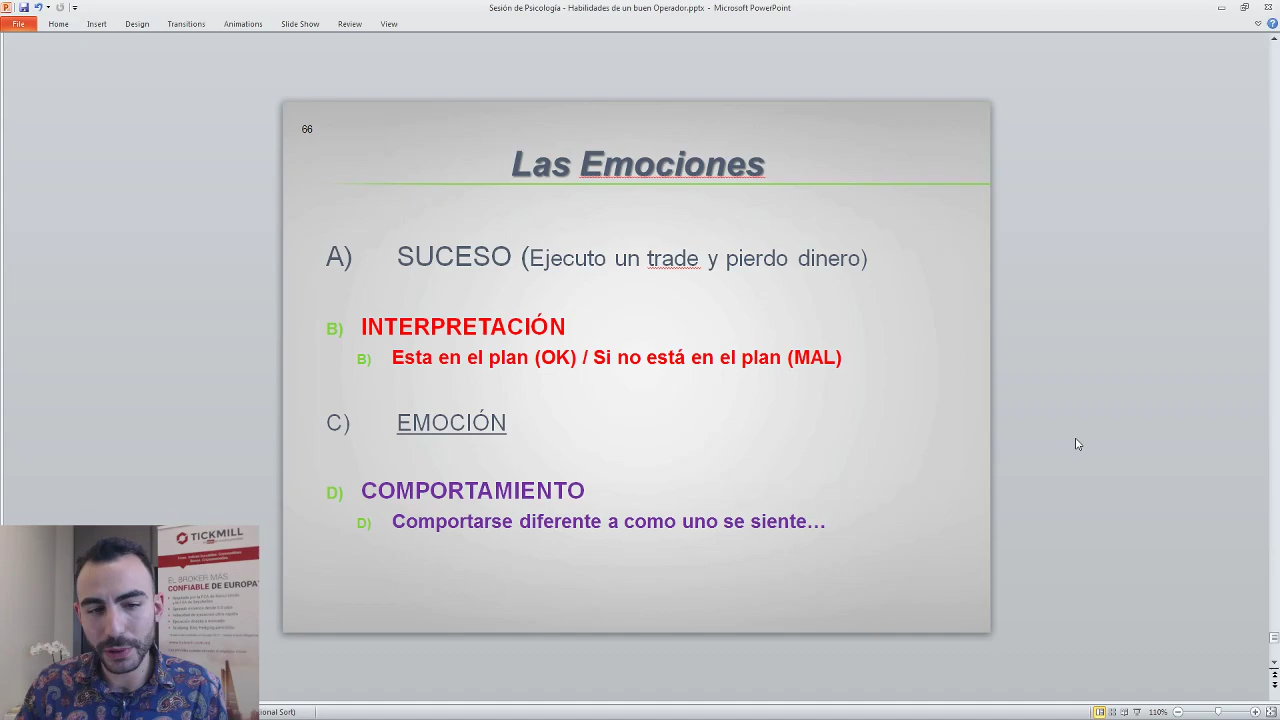 Sesión de Psicología - Habilidades de un buen Operador.pptx - Microsoft PowerPoint
File Home Insert Design Transitions Animations Slide Show Review View
66
Las Emociones
A) SUCESO (Ejecuto un trade y pierdo dinero)
B) INTERPRETACIÓN
B) Esta en el plan (OK) / Si no está en el plan (MAL)
C) EMOCIÓN
D) COMPORTAMIENTO
D) Comportarse diferente a como uno se siente…
TICKMILL
EL BROKER MÁS
CONFIABLE DE EUROPA
ional Sort)
110%